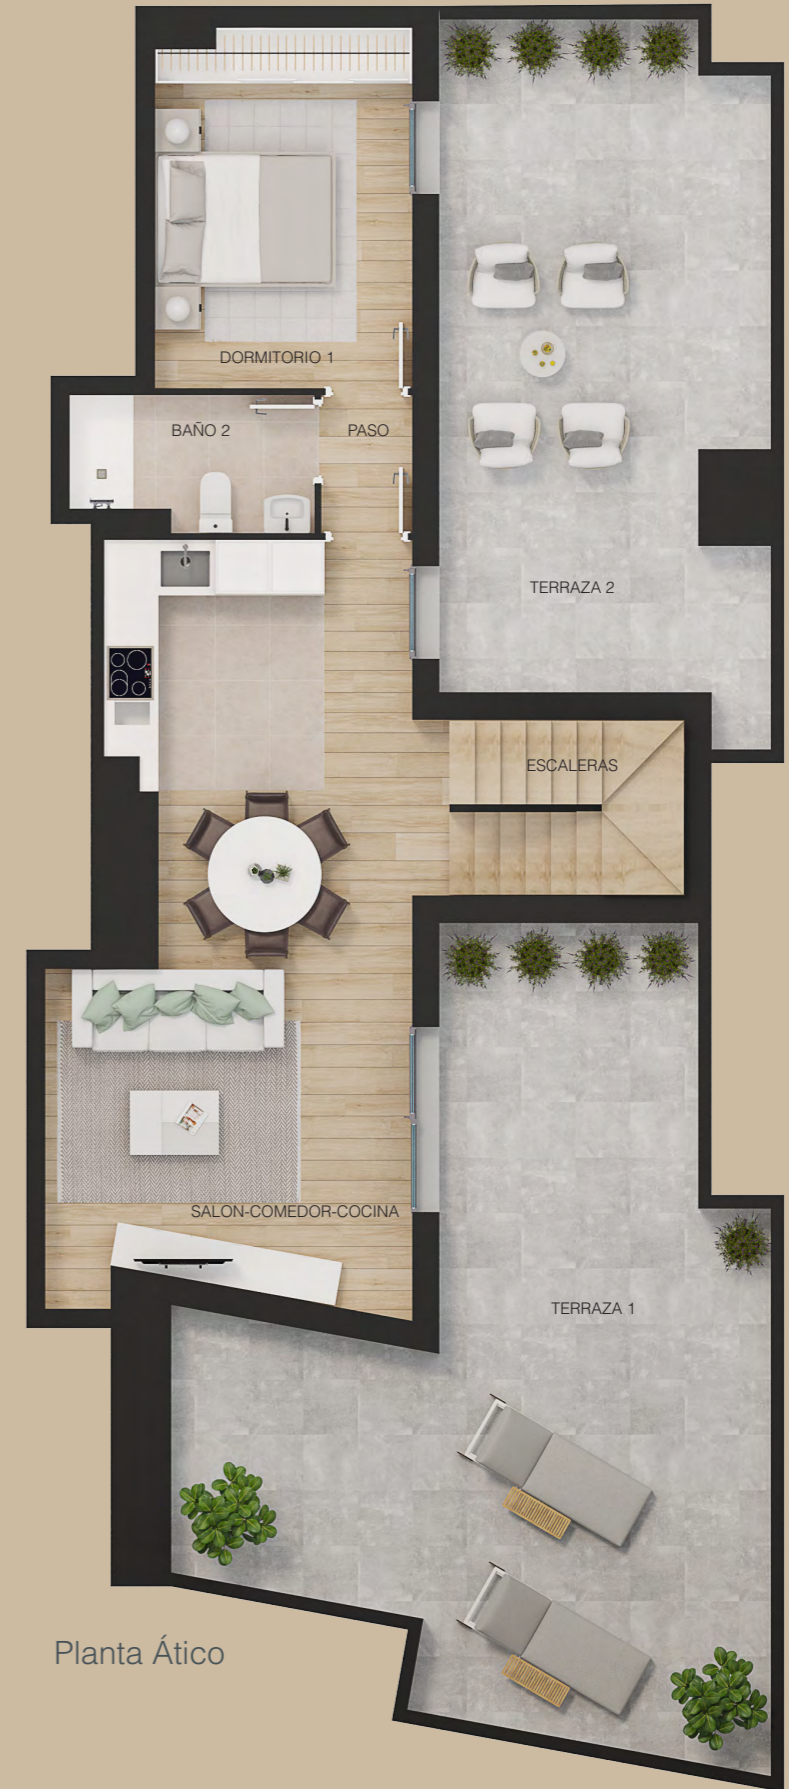 DORMITORIO 1
BAÑO 2
PASO
TERRAZA 2
ESCALERAS
SALON-COMEDOR-COCINA
TERRAZA 1
Planta Ático